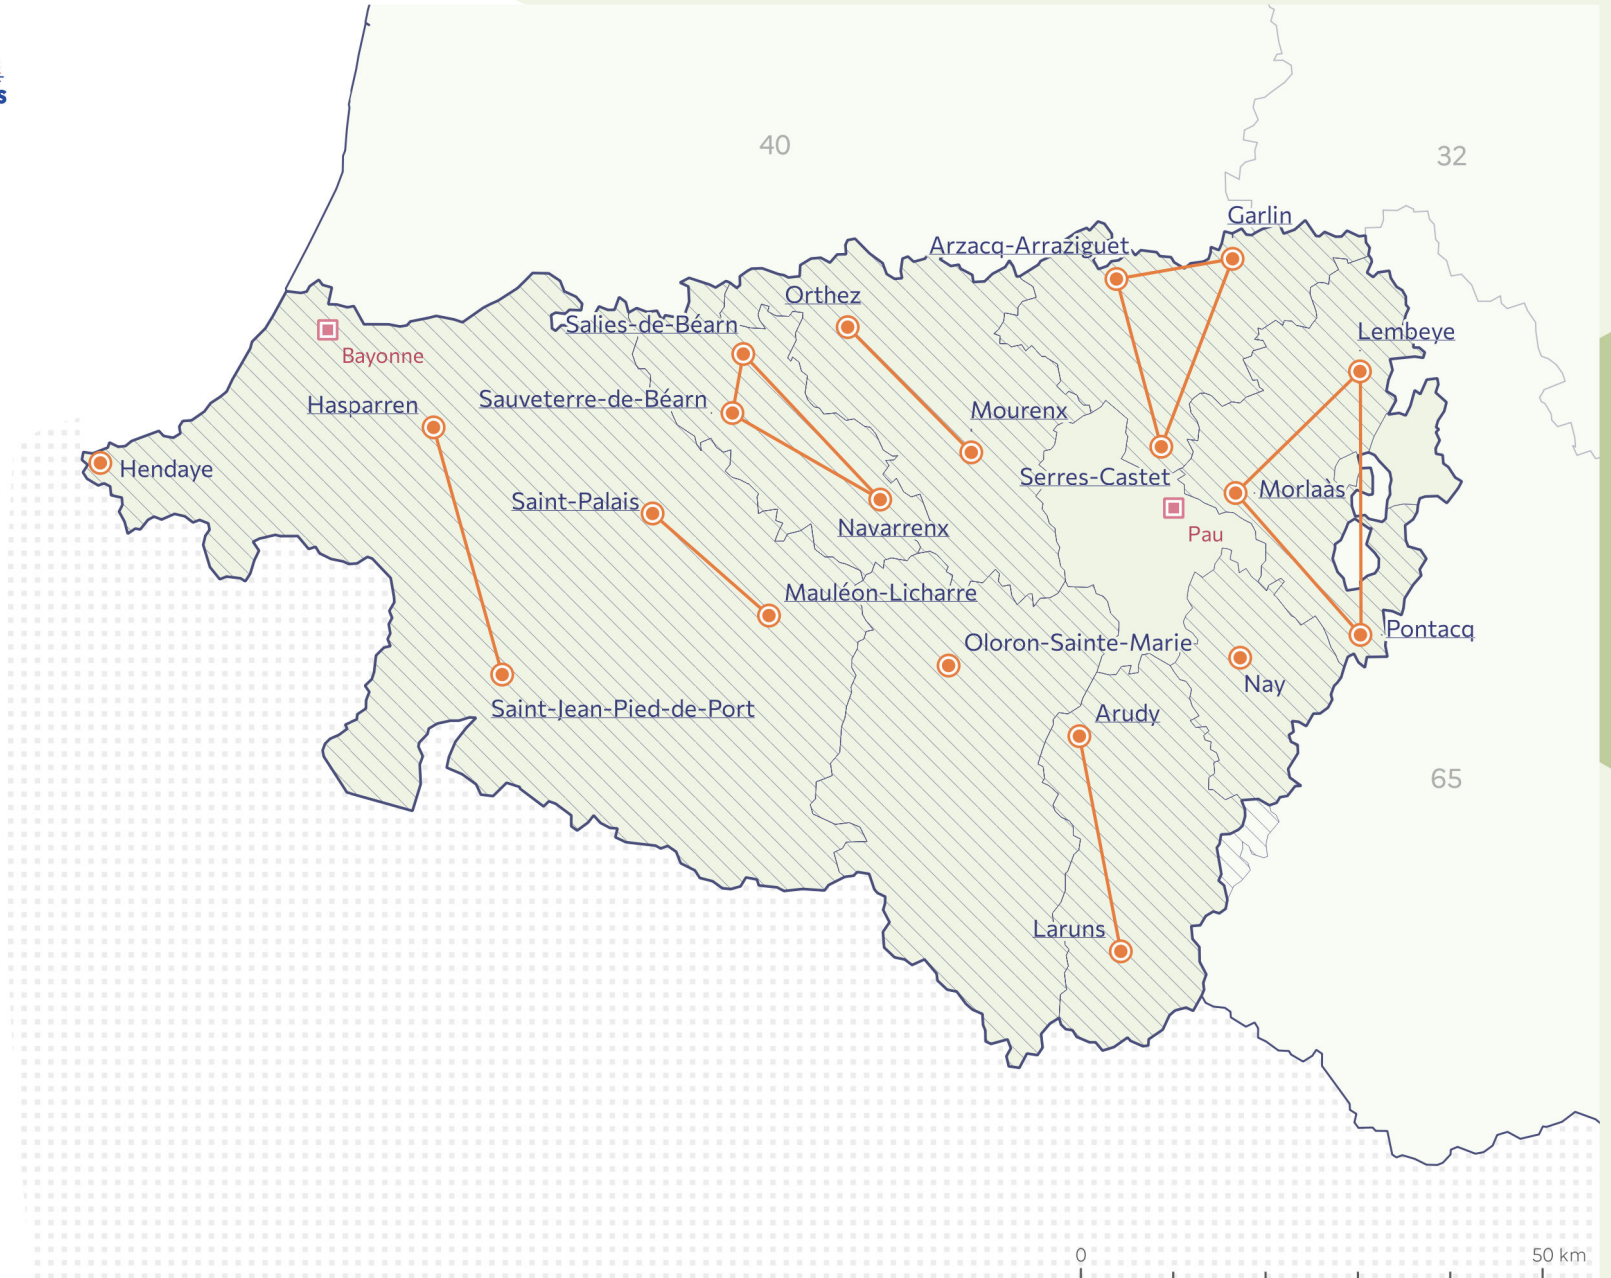 s
40
32
Garlin
Arzacq-Arraziguet
Orthez
Salies-de-Béarn
Lembeye
Bayonne
Hasparren
Sauveterre-de-Béarn
Mourenx
Hendaye
Serres-Castet
Morlaàs
Saint-Palais
Navarrenx
Pau
Mauléon-Licharre
Pontacq
Oloron-Sainte-Marie
Nay
Saint-Jean-Pied-de-Port
Arudy
65
Laruns
0 50 km